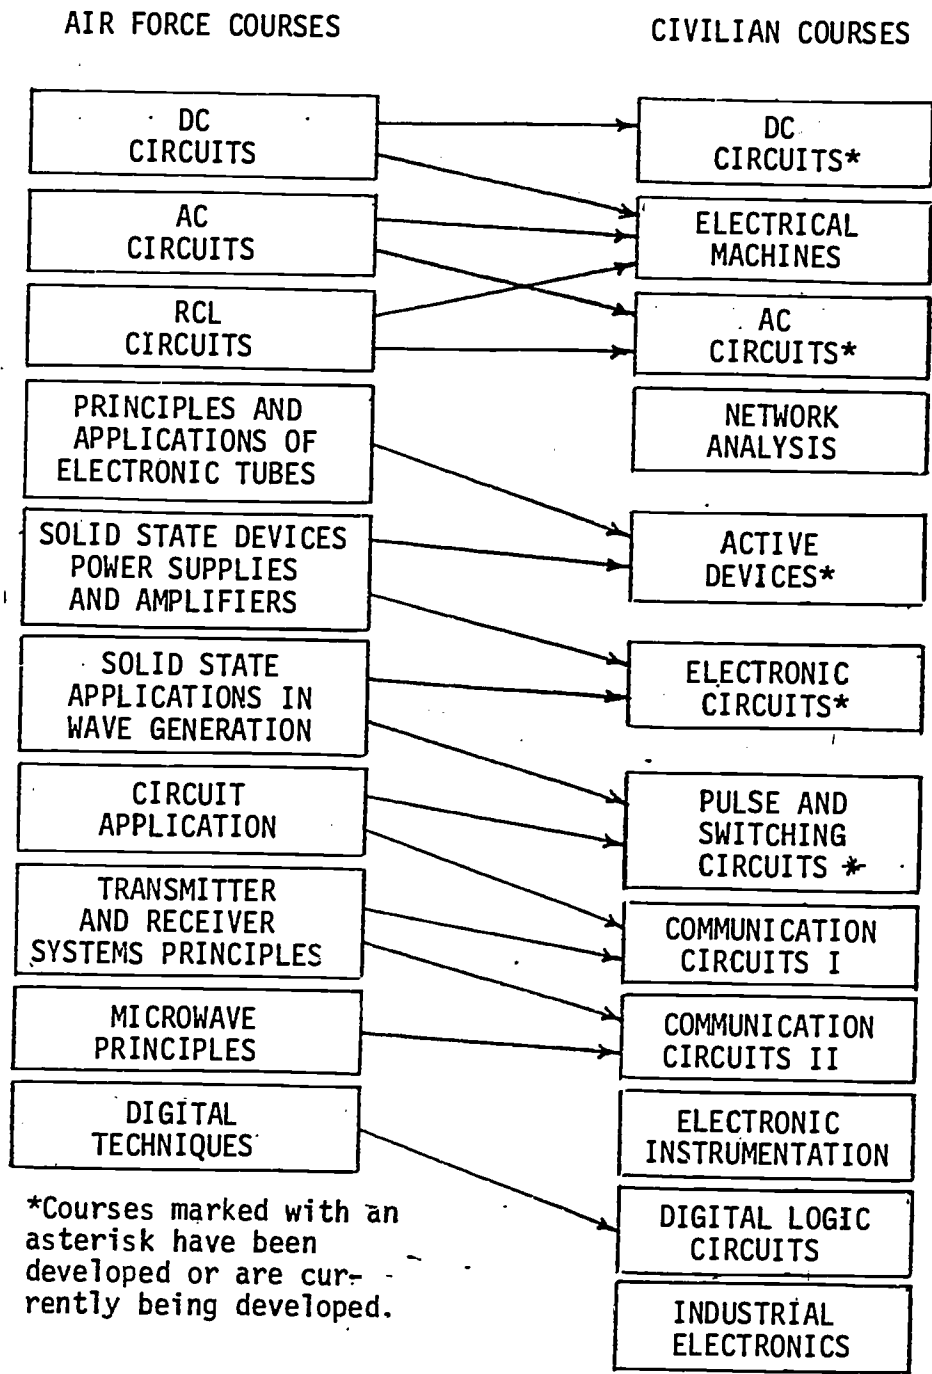 AIR FORCE COURSES
DC
CIRCUITS
AC
CIRCUITS
RCL
CIRCUITS
PRINCIPLES AND
APPLICATIONS OF
ELECTRONIC TUBES
SOLID STATE DEVICES
POWER SUPPLIES
AND AMPLIFIERS
SOLID STATE
APPLICATIONS IN
WAVE GENERATION
CIRCUIT
APPLICATION
TRANSMITTER
AND RECEIVER
SYSTEMS PRINCIPLES
MICROWAVE
PRINCIPLES
DIGITAL
TECHNIQUES
*Courses marked with an
asterisk have been
developed or are cur-
rently being developed.
CIVILIAN COURSES
DC
CIRCUITS*
ELECTRICAL
MACHINES
AC
CIRCUITS*
NETWORK
ANALYSIS
ACTIVE
DEVICES*
ELECTRONIC
CIRCUITS*
PULSE AND
SWITCHING
CIRCUITS *
COMMUNICATION
CIRCUITS I
COMMUNICATION
CIRCUITS II
ELECTRONIC
INSTRUMENTATION
DIGITAL LOGIC
CIRCUITS
INDUSTRIAL
ELECTRONICS